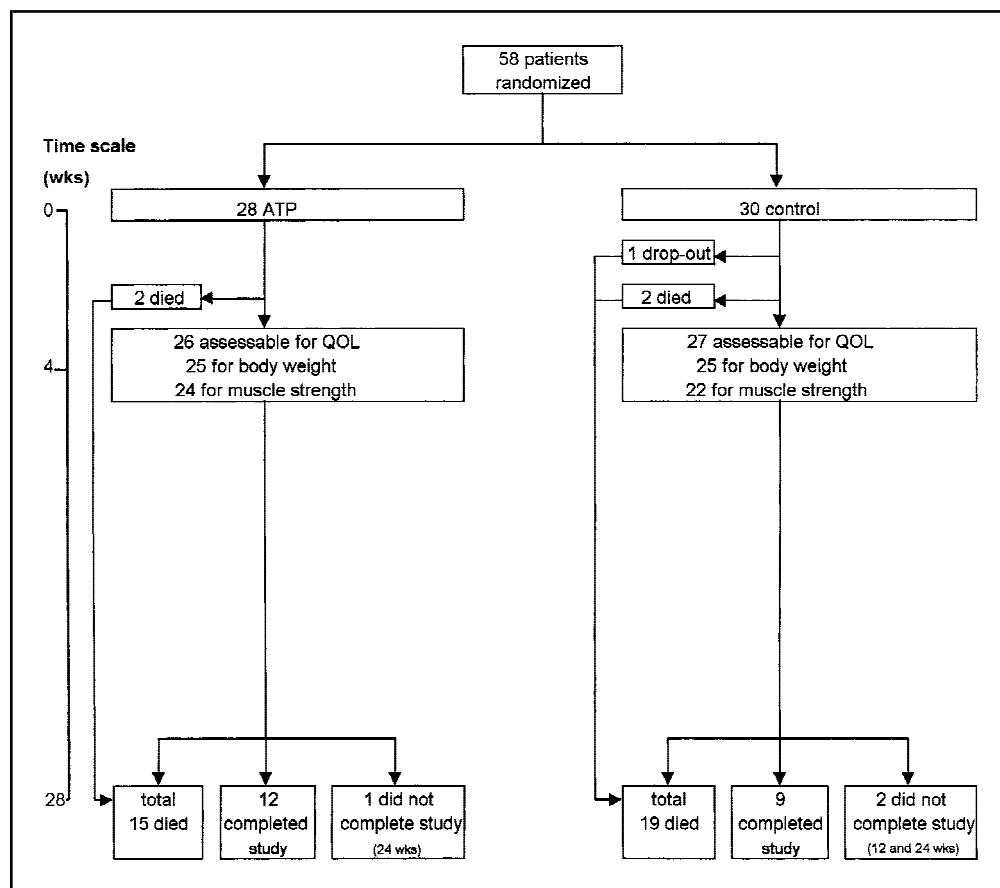 58 patients
randomized
Time scale
(wks)
0
28 ATP
30 control
1 drop-out
2 died
2 died
26 assessable for QOL
25 for body weight
24 for muscle strength
27 assessable for QOL
25 for body weight
22 for muscle strength
4
28
total
15 died
12
completed
study
1 did not
complete study
(24 wks)
total
19 died
9
completed
study
2 did not
complete study
(12 and 24 wks)